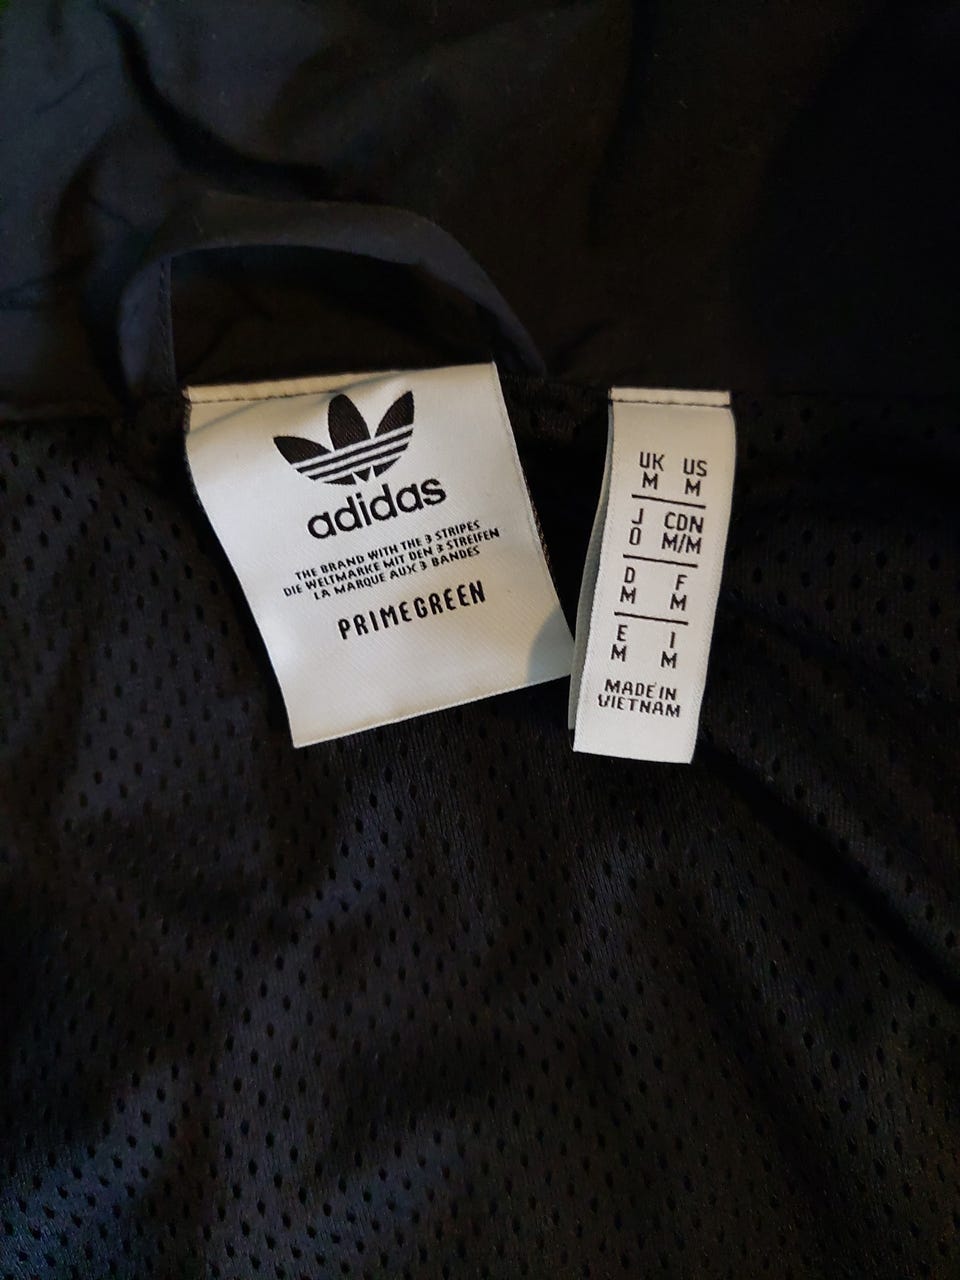 adidas
THE BRAND WITH THE 3 STRIPES
DIE WELTMARKE MIT DEN 3 STREIFEN
LA MARQUE AUX 3 BANDES
PRIMEGREEN
UK US
M M
J CDN
O M/M
D F
M M
E I
M M
MADE IN
VIETNAM